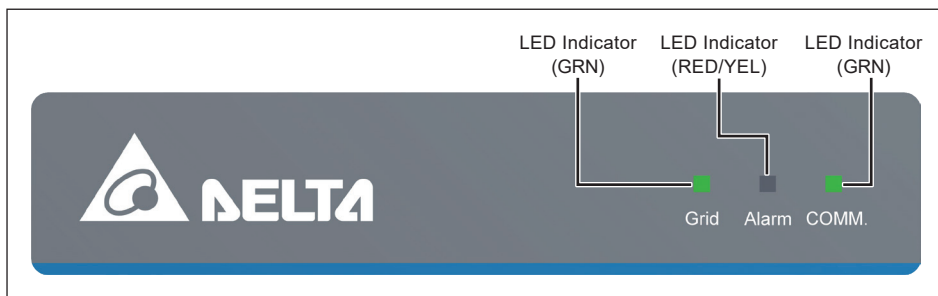 LED Indicator
(GRN)
LED Indicator
(RED/YEL)
LED Indicator
(GRN)
DELTA
Grid
Alarm
COMM.